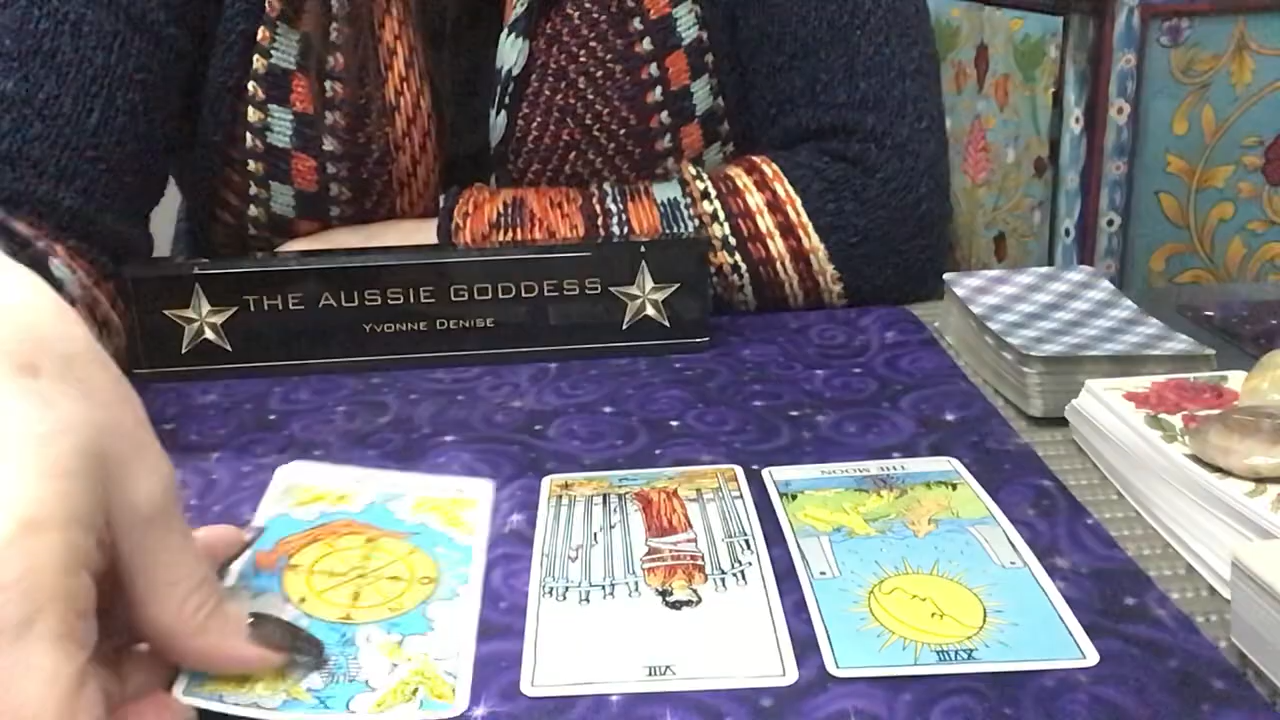 THE AUSSIE GODDESS
YVONNE DENISE
THE MOON
VIII
XVIII